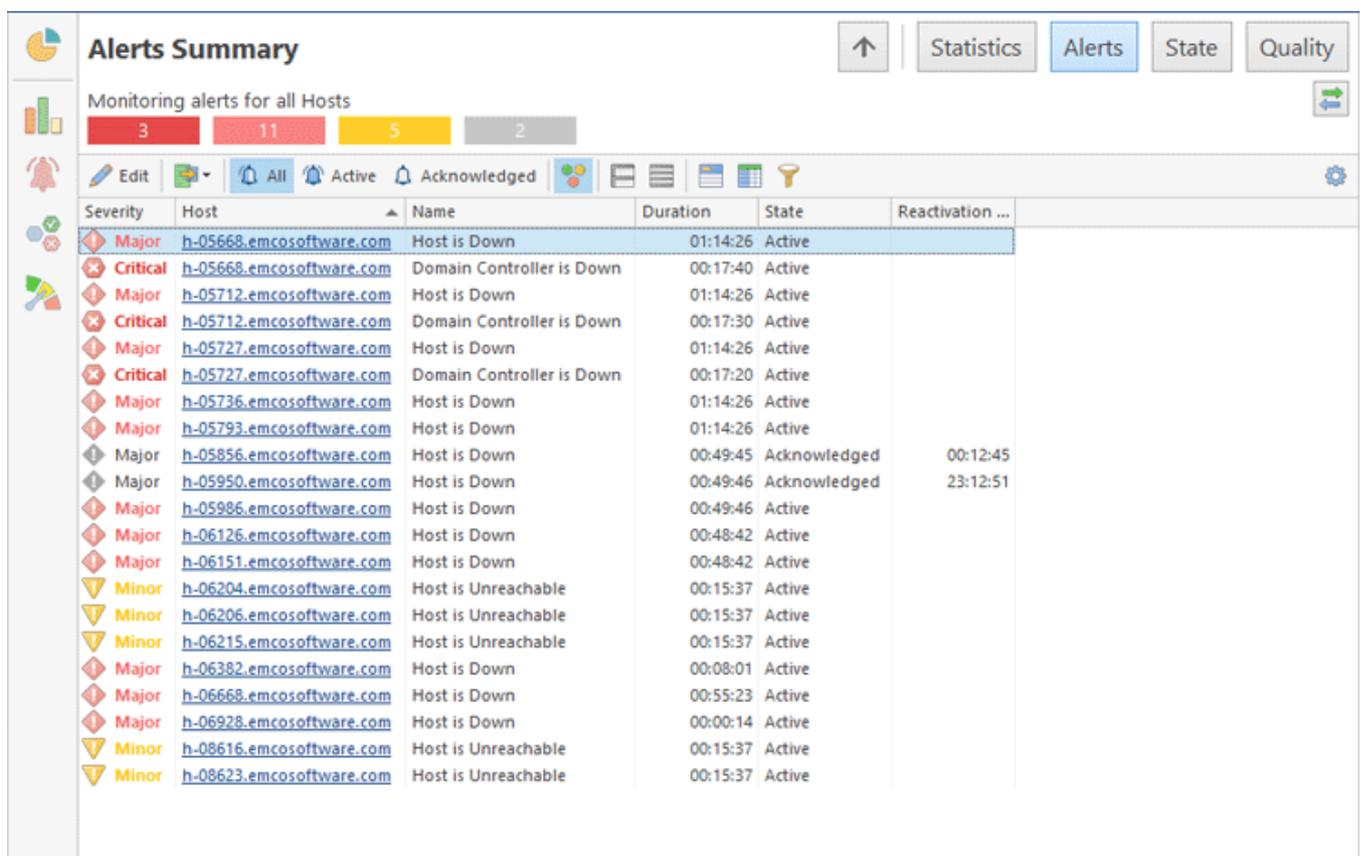 Alerts Summary
Statistics Alerts State Quality
Monitoring alerts for all Hosts
3 11 5 2
Edit All Active Acknowledged
Severity Host Name Duration State Reactivation ...
Major h-05668.emcosoftware.com Host is Down 01:14:26 Active
Critical h-05668.emcosoftware.com Domain Controller is Down 00:17:40 Active
Major h-05712.emcosoftware.com Host is Down 01:14:26 Active
Critical h-05712.emcosoftware.com Domain Controller is Down 00:17:30 Active
Major h-05727.emcosoftware.com Host is Down 01:14:26 Active
Critical h-05727.emcosoftware.com Domain Controller is Down 00:17:20 Active
Major h-05736.emcosoftware.com Host is Down 01:14:26 Active
Major h-05793.emcosoftware.com Host is Down 01:14:26 Active
Major h-05856.emcosoftware.com Host is Down 00:49:45 Acknowledged 00:12:45
Major h-05950.emcosoftware.com Host is Down 00:49:46 Acknowledged 23:12:51
Major h-05986.emcosoftware.com Host is Down 00:49:46 Active
Major h-06126.emcosoftware.com Host is Down 00:48:42 Active
Major h-06151.emcosoftware.com Host is Down 00:48:42 Active
Minor h-06204.emcosoftware.com Host is Unreachable 00:15:37 Active
Minor h-06206.emcosoftware.com Host is Unreachable 00:15:37 Active
Minor h-06215.emcosoftware.com Host is Unreachable 00:15:37 Active
Major h-06382.emcosoftware.com Host is Down 00:08:01 Active
Major h-06668.emcosoftware.com Host is Down 00:55:23 Active
Major h-06928.emcosoftware.com Host is Down 00:00:14 Active
Minor h-08616.emcosoftware.com Host is Unreachable 00:15:37 Active
Minor h-08623.emcosoftware.com Host is Unreachable 00:15:37 Active